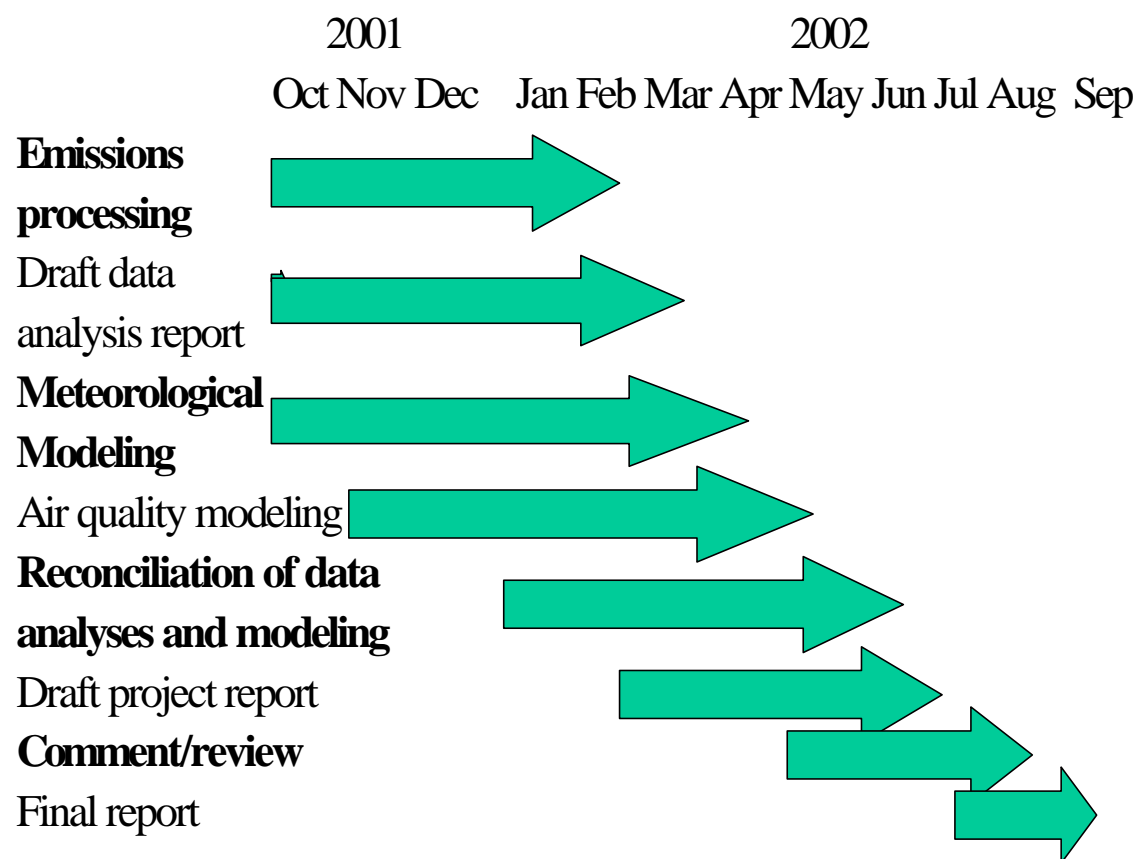 2001 2002
Oct Nov Dec Jan Feb Mar Apr May Jun Jul Aug Sep
Emissions
processing
Draft data
analysis report
Meteorological
Modeling
Air quality modeling
Reconciliation of data
analyses and modeling
Draft project report
Comment/review
Final report